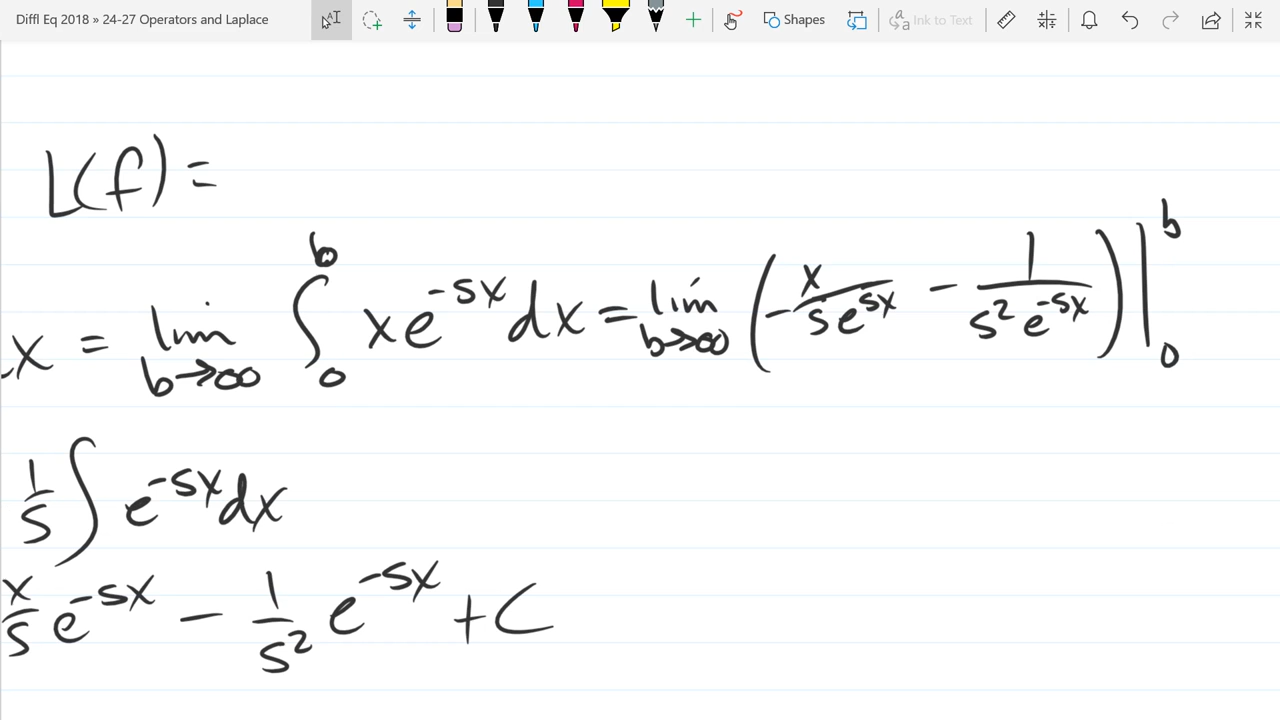 Diffl Eq 2018 » 24-27 Operators and Laplace Shapes Ink to Text
L(f) =
x = lim b→∞ ∫₀ᵇ xe^{-sx} dx = lim b→∞ (-x/(se^{sx}) - 1/(s²e^{-sx}))|₀ᵇ
1/s ∫ e^{-sx} dx
x/s e^{-sx} - 1/s² e^{-sx} + C